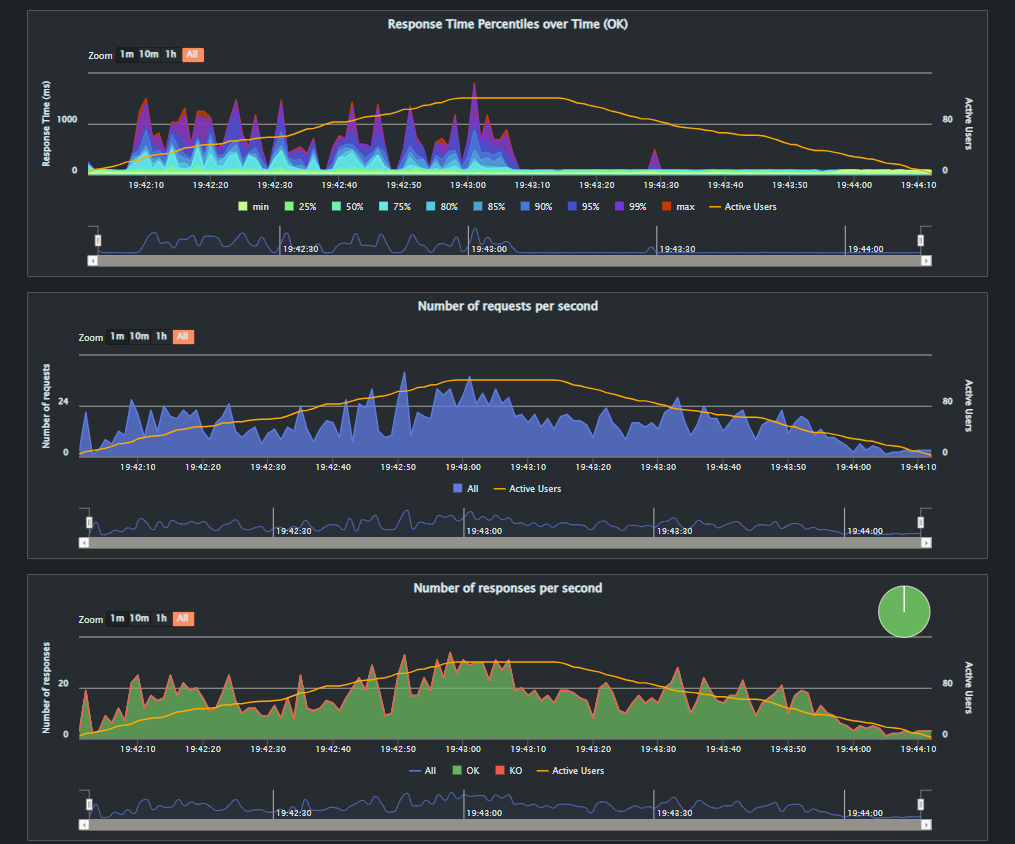 Response Time Percentiles over Time (OK)
Zoom 1m 10m 1h All
Response Time (ms)
1000
0
Active Users
80
0
19:42:10 19:42:20 19:42:30 19:42:40 19:42:50 19:43:00 19:43:10 19:43:20 19:43:30 19:43:40 19:43:50 19:44:00 19:44:10
min 25% 50% 75% 80% 85% 90% 95% 99% max Active Users
19:42:30 19:43:00 19:43:30 19:44:00
Number of requests per second
Zoom 1m 10m 1h All
Number of requests
24
0
Active Users
80
0
19:42:10 19:42:20 19:42:30 19:42:40 19:42:50 19:43:00 19:43:10 19:43:20 19:43:30 19:43:40 19:43:50 19:44:00 19:44:10
All Active Users
19:42:30 19:43:00 19:43:30 19:44:00
Number of responses per second
Zoom 1m 10m 1h All
Number of responses
20
0
Active Users
80
0
19:42:10 19:42:20 19:42:30 19:42:40 19:42:50 19:43:00 19:43:10 19:43:20 19:43:30 19:43:40 19:43:50 19:44:00 19:44:10
All OK KO Active Users
19:42:30 19:43:00 19:43:30 19:44:00